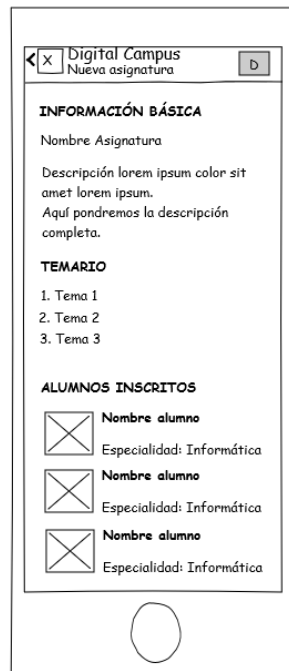 X
Digital Campus
Nueva asignatura
D
INFORMACIÓN BÁSICA
Nombre Asignatura
Descripción lorem ipsum color sit
amet lorem ipsum.
Aquí pondremos la descripción
completa.
TEMARIO
1. Tema 1
2. Tema 2
3. Tema 3
ALUMNOS INSCRITOS
Nombre alumno
Especialidad: Informática
Nombre alumno
Especialidad: Informática
Nombre alumno
Especialidad: Informática